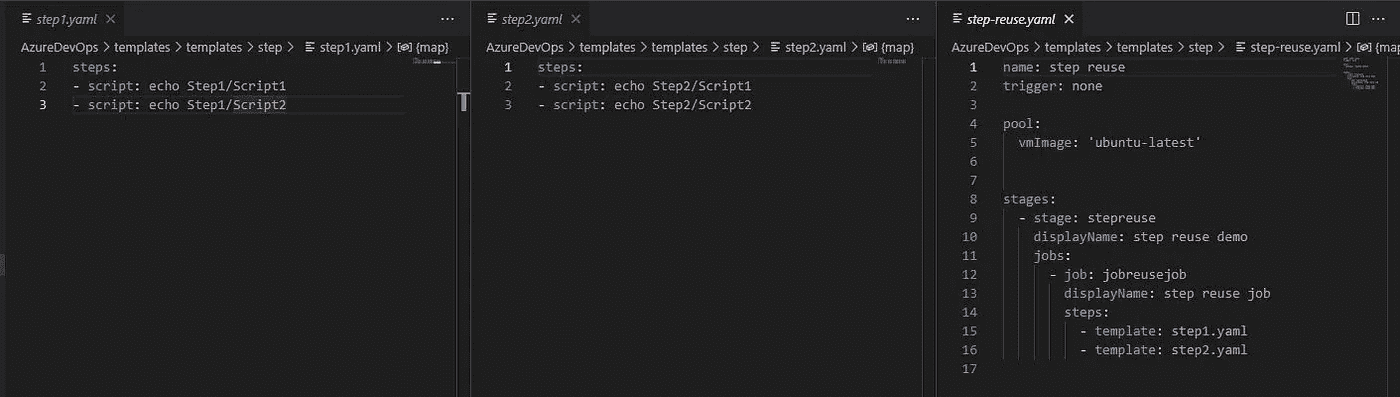 step1.yaml
AzureDevOps > templates > templates > step > step1.yaml > {map}
1 steps:
2 - script: echo Step1/Script1
3 - script: echo Step1/Script2
step2.yaml
AzureDevOps > templates > templates > step > step2.yaml > {map}
1 steps:
2 - script: echo Step2/Script1
3 - script: echo Step2/Script2
step-reuse.yaml
AzureDevOps > templates > templates > step > step-reuse.yaml > {map
1 name: step reuse
2 trigger: none
3
4 pool:
5 vmImage: 'ubuntu-latest'
6
7
8 stages:
9 - stage: stepreuse
10 displayName: step reuse demo
11 jobs:
12 - job: jobreusejob
13 displayName: step reuse job
14 steps:
15 - template: step1.yaml
16 - template: step2.yaml
17